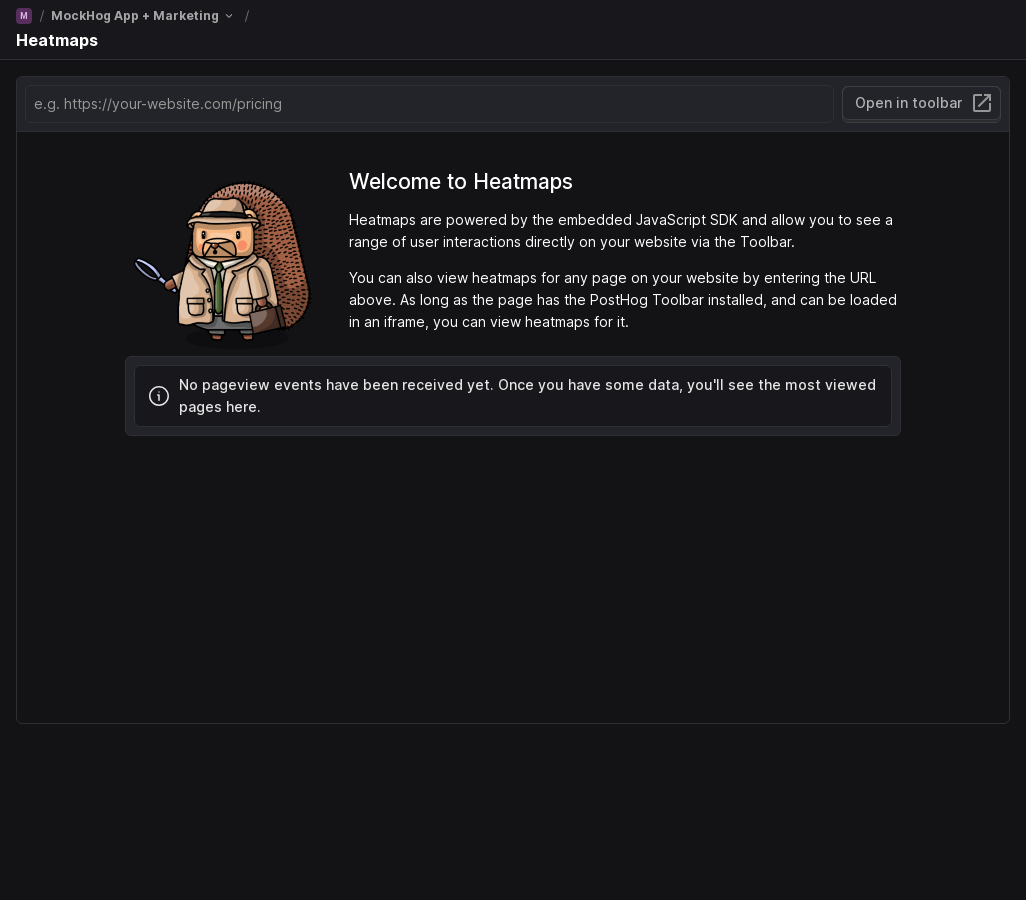 M / MockHog App + Marketing /
Heatmaps
e.g. https://your-website.com/pricing
Open in toolbar
Welcome to Heatmaps
Heatmaps are powered by the embedded JavaScript SDK and allow you to see a
range of user interactions directly on your website via the Toolbar.
You can also view heatmaps for any page on your website by entering the URL
above. As long as the page has the PostHog Toolbar installed, and can be loaded
in an iframe, you can view heatmaps for it.
No pageview events have been received yet. Once you have some data, you'll see the most viewed
pages here.